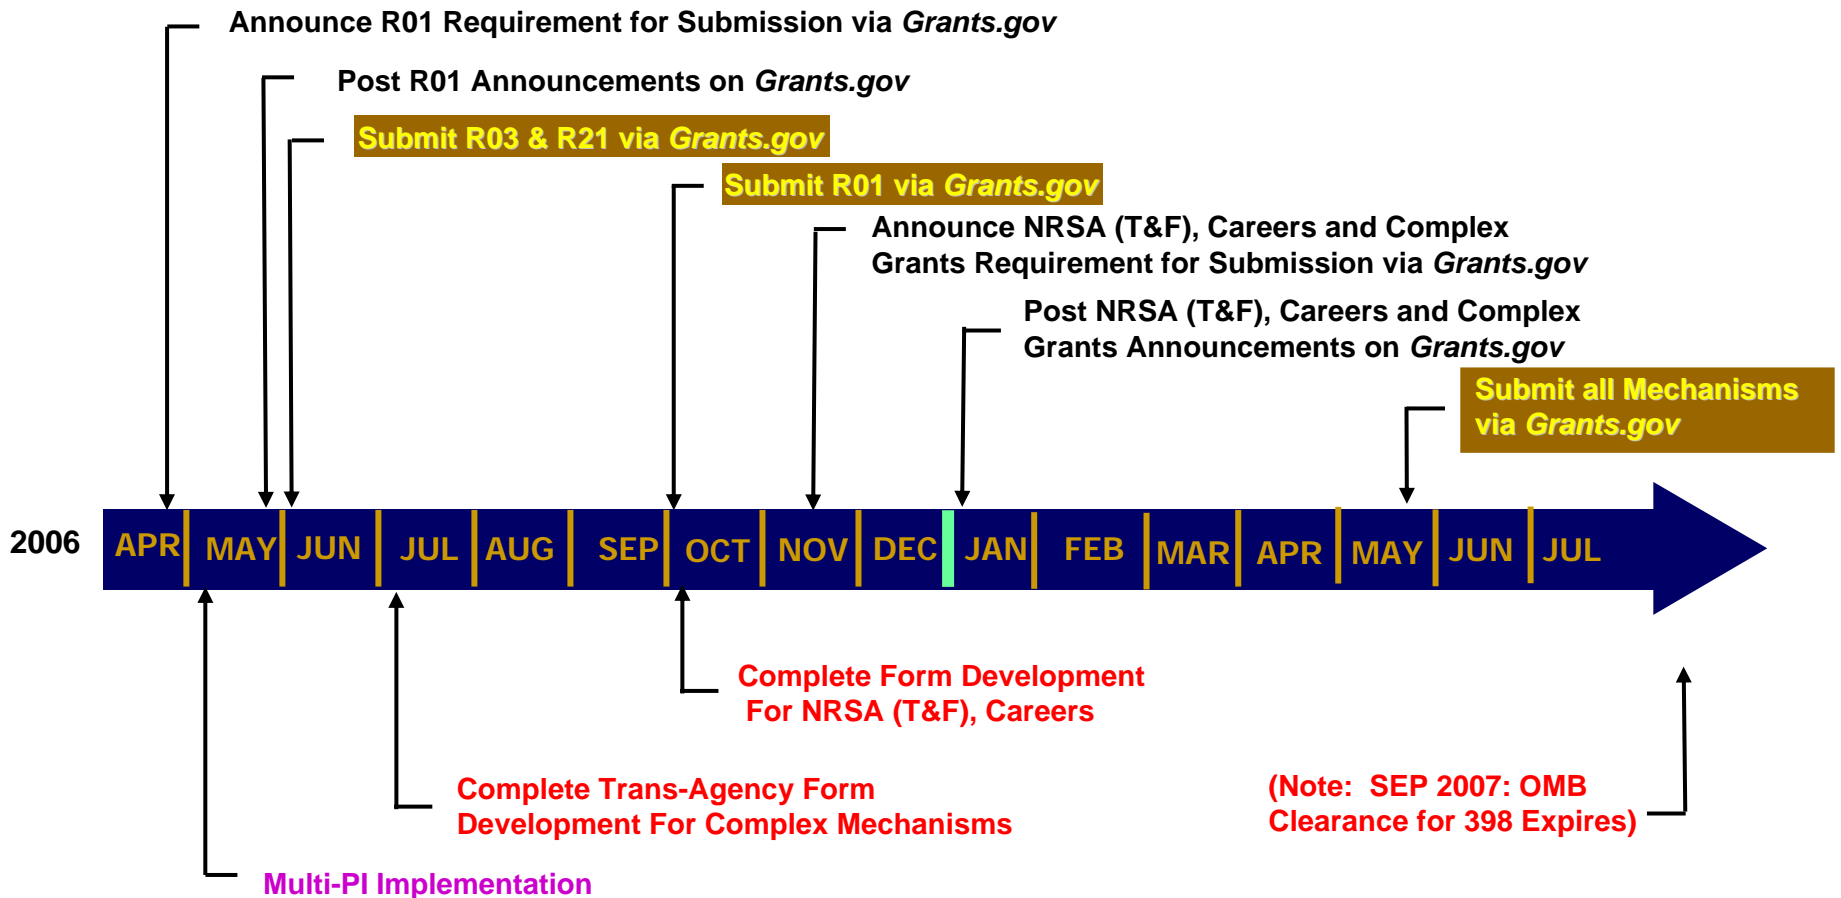 Announce R01 Requirement for Submission via Grants.gov
Post R01 Announcements on Grants.gov
Submit R03 & R21 via Grants.gov
Submit R01 via Grants.gov
Announce NRSA (T&F), Careers and Complex
Grants Requirement for Submission via Grants.gov
Post NRSA (T&F), Careers and Complex
Grants Announcements on Grants.gov
Submit all Mechanisms
via Grants.gov
2006 APR MAY JUN JUL AUG SEP OCT NOV DEC JAN FEB MAR APR MAY JUN JUL
Complete Form Development
For NRSA (T&F), Careers
Complete Trans-Agency Form
Development For Complex Mechanisms
(Note: SEP 2007: OMB
Clearance for 398 Expires)
Multi-PI Implementation